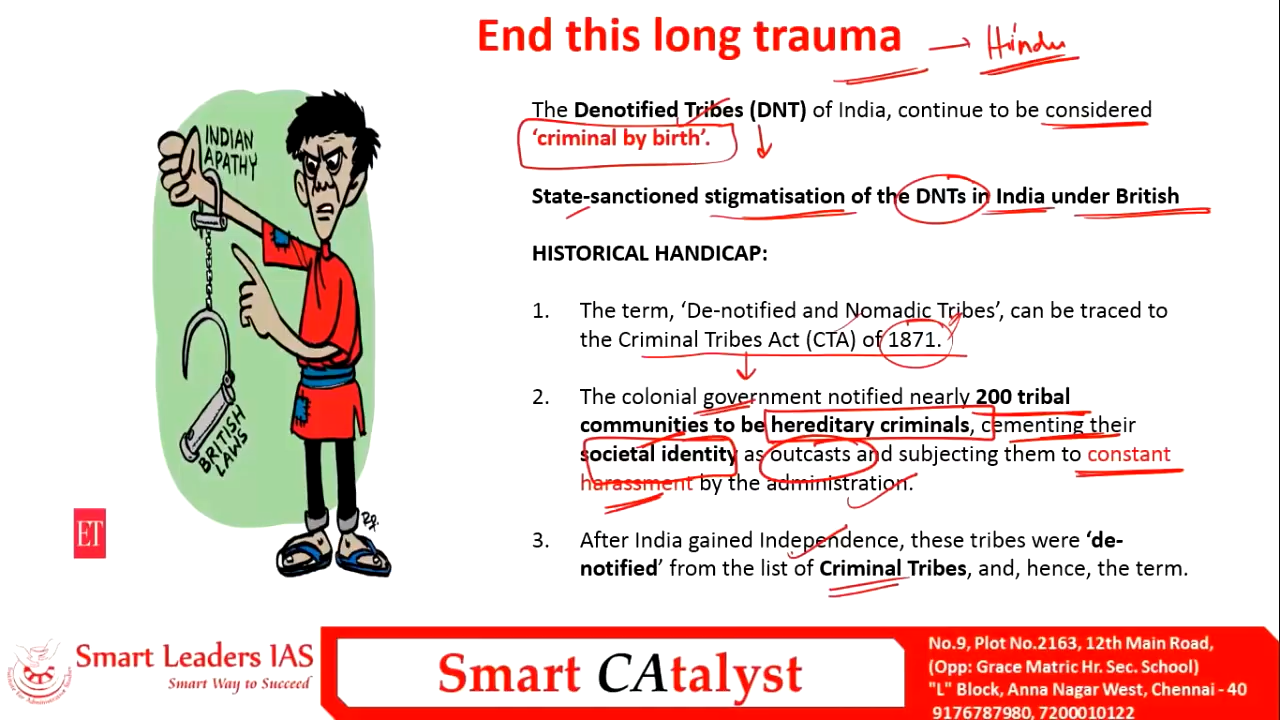 End this long trauma
Hindu
The Denotified Tribes (DNT) of India, continue to be considered
‘criminal by birth’.
State-sanctioned stigmatisation of the DNTs in India under British
HISTORICAL HANDICAP:
1. The term, ‘De-notified and Nomadic Tribes’, can be traced to
the Criminal Tribes Act (CTA) of 1871.
2. The colonial government notified nearly 200 tribal
communities to be hereditary criminals, cementing their
societal identity as outcasts and subjecting them to constant
harassment by the administration.
3. After India gained Independence, these tribes were ‘de-
notified’ from the list of Criminal Tribes, and, hence, the term.
INDIAN
APATHY
BRITISH
LAWS
ET
Smart Leaders IAS
Smart Way to Succeed
Smart CAtalyst
No.9, Plot No.2163, 12th Main Road,
(Opp: Grace Matric Hr. Sec. School)
"L" Block, Anna Nagar West, Chennai - 40
9176787980, 7200010122